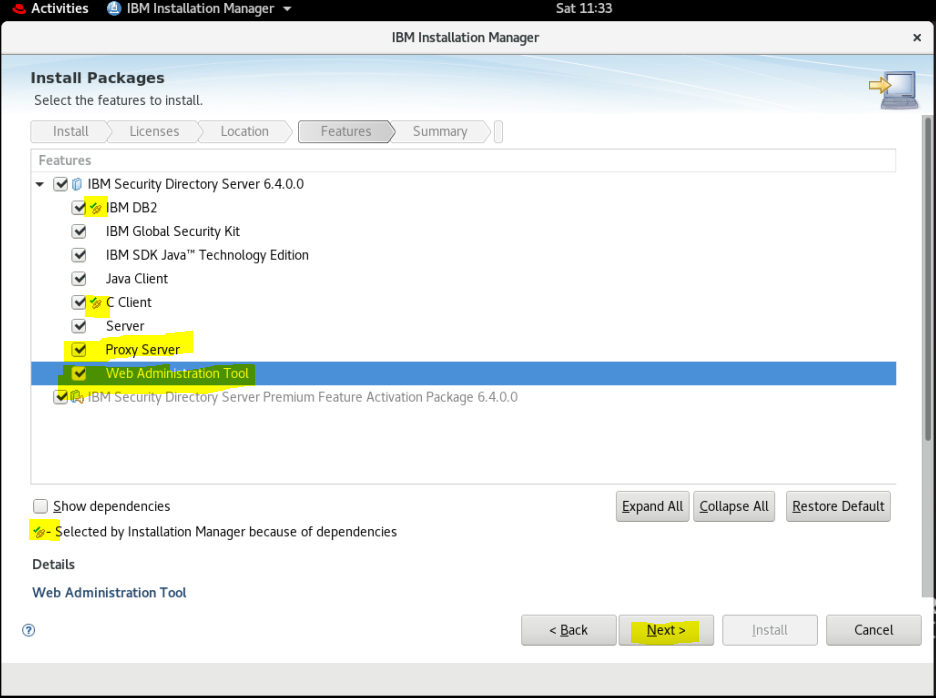 Activities IBM Installation Manager Sat 11:33
IBM Installation Manager ×
Install Packages
Select the features to install.
Install Licenses Location Features Summary
Features
IBM Security Directory Server 6.4.0.0
IBM DB2
IBM Global Security Kit
IBM SDK Java™ Technology Edition
Java Client
C Client
Server
Proxy Server
Web Administration Tool
IBM Security Directory Server Premium Feature Activation Package 6.4.0.0
Show dependencies Expand All Collapse All Restore Default
- Selected by Installation Manager because of dependencies
Details
Web Administration Tool
? < Back Next > Install Cancel